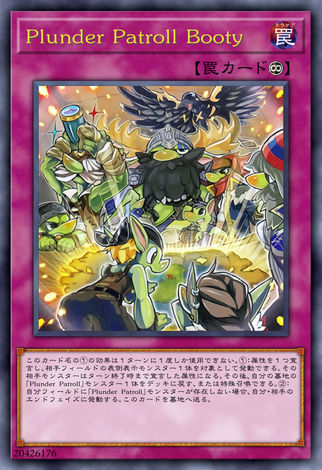 Plunder Patroll Booty
トラップ
罠
【罠カード】
このカード名の①の効果は1ターンに1度しか使用できない。①:属性を1つ宣
言し、相手フィールドの表側表示モンスター1体を対象として発動できる。その
相手モンスターはターン終了時まで宣言した属性になる。その後、自分の墓地の
「Plunder Patroll」モンスター1体をデッキに戻す、または特殊召喚できる。②:
自分フィールドに「Plunder Patroll」モンスターが存在しない場合、自分・相手の
エンドフェイズに発動する。このカードを墓地へ送る。
20426176